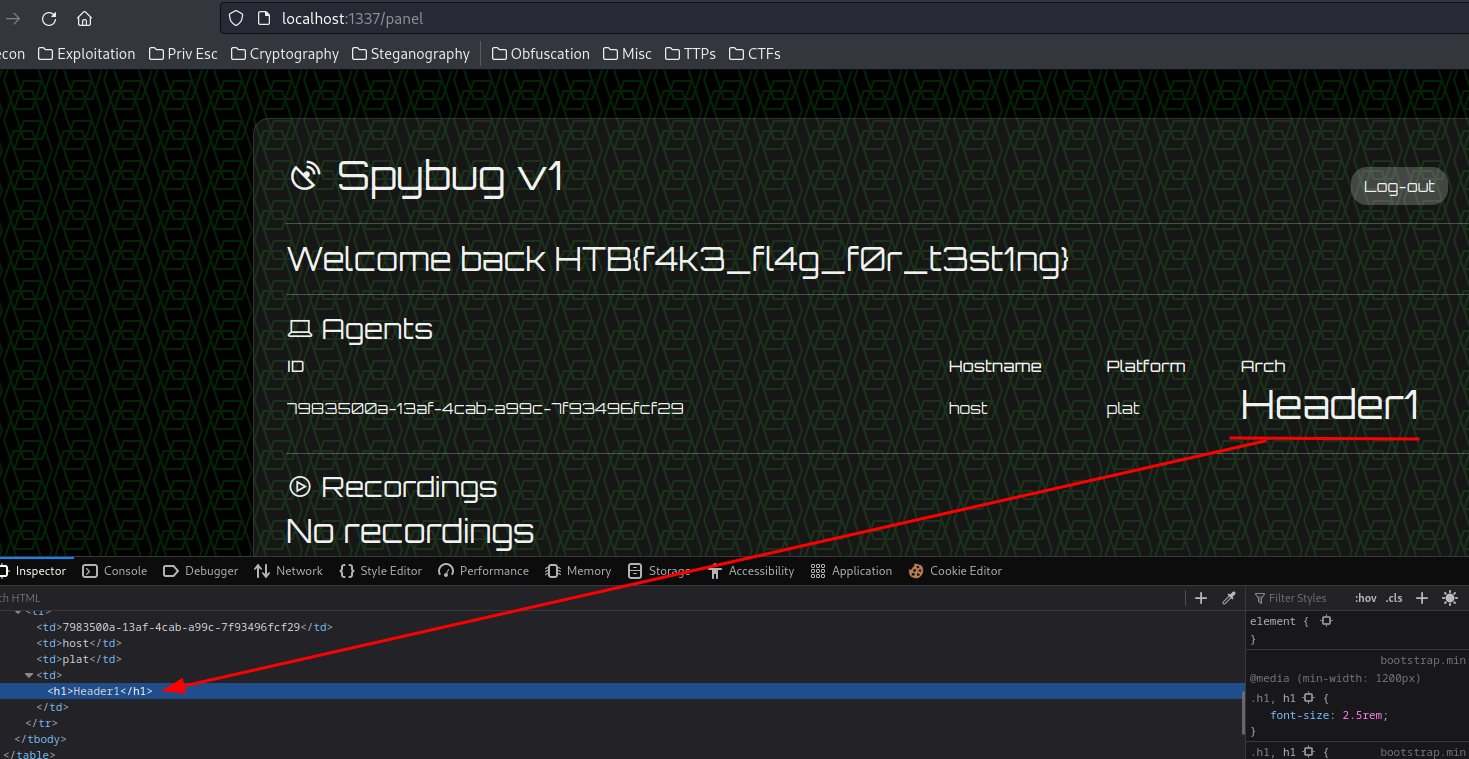 localhost:1337/panel
econ Exploitation Priv Esc Cryptography Steganography Obfuscation Misc TTPs CTFs
Spybug v1
Log-out
Welcome back HTB{f4k3_fl4g_f0r_t3st1ng}
Agents
ID Hostname Platform Arch
7983500a-13af-4cab-a99c-7f93496fcf29 host plat Header1
Recordings
No recordings
Inspector Console Debugger Network Style Editor Performance Memory Storage Accessibility Application Cookie Editor
ch HTML Filter Styles :hov .cls
<td>7983500a-13af-4cab-a99c-7f93496fcf29</td>
<td>host</td>
<td>plat</td>
<td>
<h1>Header1</h1>
</td>
</tr>
</tbody>
</table>
element {
}
bootstrap.min
@media (min-width: 1200px)
.h1, h1 {
font-size: 2.5rem;
}
.h1, h1 { bootstrap.min